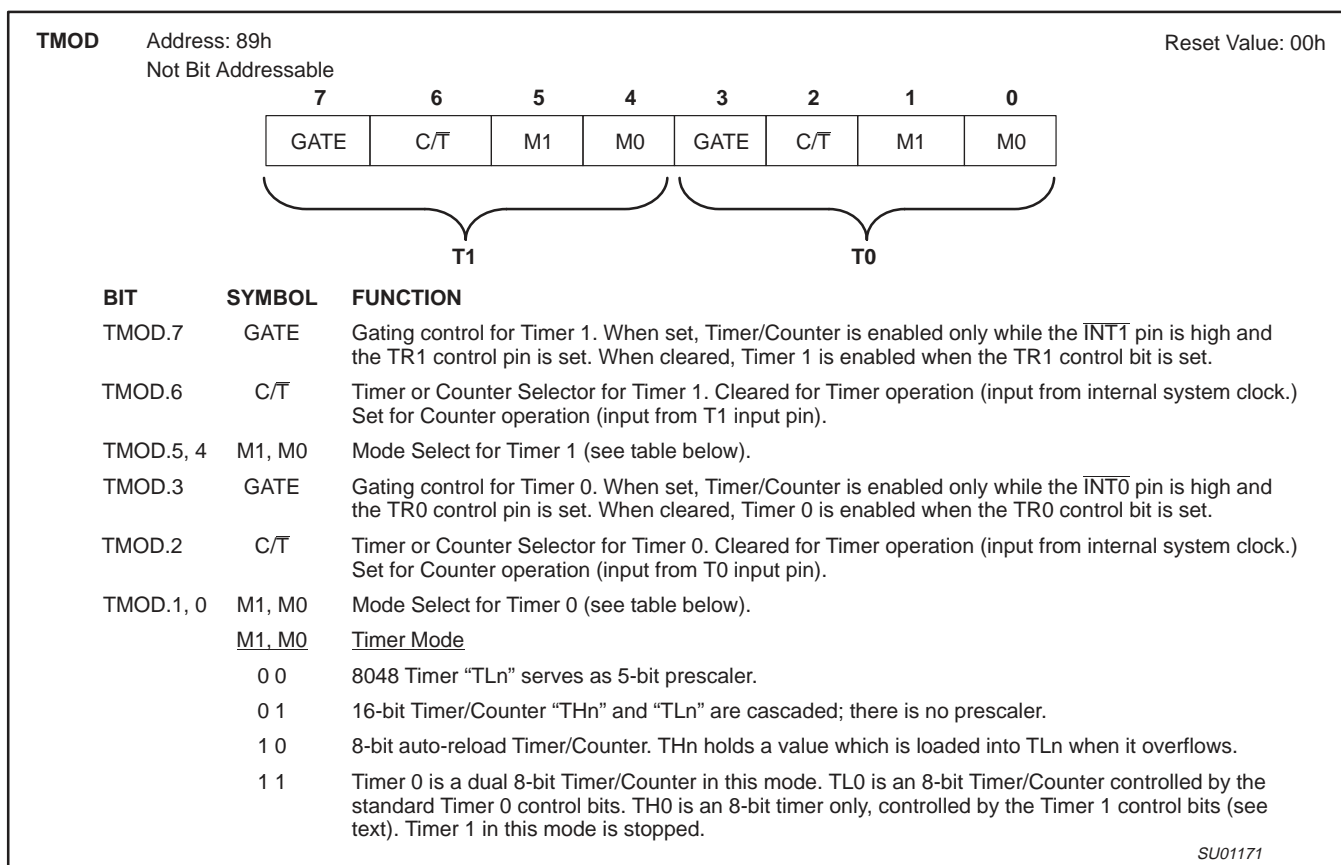 TMOD Address: 89h Reset Value: 00h
Not Bit Addressable
7 6 5 4 3 2 1 0
GATE C/T̅ M1 M0 GATE C/T̅ M1 M0
T1 T0
BIT SYMBOL FUNCTION
TMOD.7 GATE Gating control for Timer 1. When set, Timer/Counter is enabled only while the I̅N̅T̅1̅ pin is high and
the TR1 control pin is set. When cleared, Timer 1 is enabled when the TR1 control bit is set.
TMOD.6 C/T̅ Timer or Counter Selector for Timer 1. Cleared for Timer operation (input from internal system clock.)
Set for Counter operation (input from T1 input pin).
TMOD.5, 4 M1, M0 Mode Select for Timer 1 (see table below).
TMOD.3 GATE Gating control for Timer 0. When set, Timer/Counter is enabled only while the I̅N̅T̅0̅ pin is high and
the TR0 control pin is set. When cleared, Timer 0 is enabled when the TR0 control bit is set.
TMOD.2 C/T̅ Timer or Counter Selector for Timer 0. Cleared for Timer operation (input from internal system clock.)
Set for Counter operation (input from T0 input pin).
TMOD.1, 0 M1, M0 Mode Select for Timer 0 (see table below).
M1, M0 Timer Mode
0 0 8048 Timer “TLn” serves as 5-bit prescaler.
0 1 16-bit Timer/Counter “THn” and “TLn” are cascaded; there is no prescaler.
1 0 8-bit auto-reload Timer/Counter. THn holds a value which is loaded into TLn when it overflows.
1 1 Timer 0 is a dual 8-bit Timer/Counter in this mode. TL0 is an 8-bit Timer/Counter controlled by the
standard Timer 0 control bits. TH0 is an 8-bit timer only, controlled by the Timer 1 control bits (see
text). Timer 1 in this mode is stopped.
SU01171